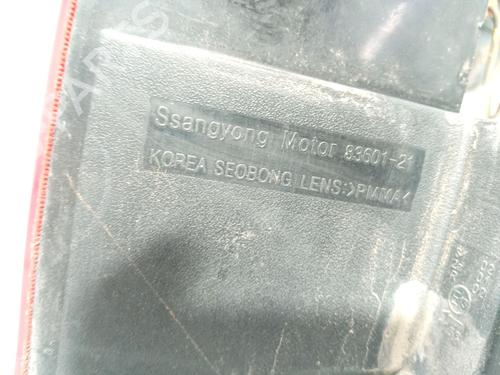 Ssangyong Motor 83601-21
KOREA SEOBONG LENS:>PMMA<